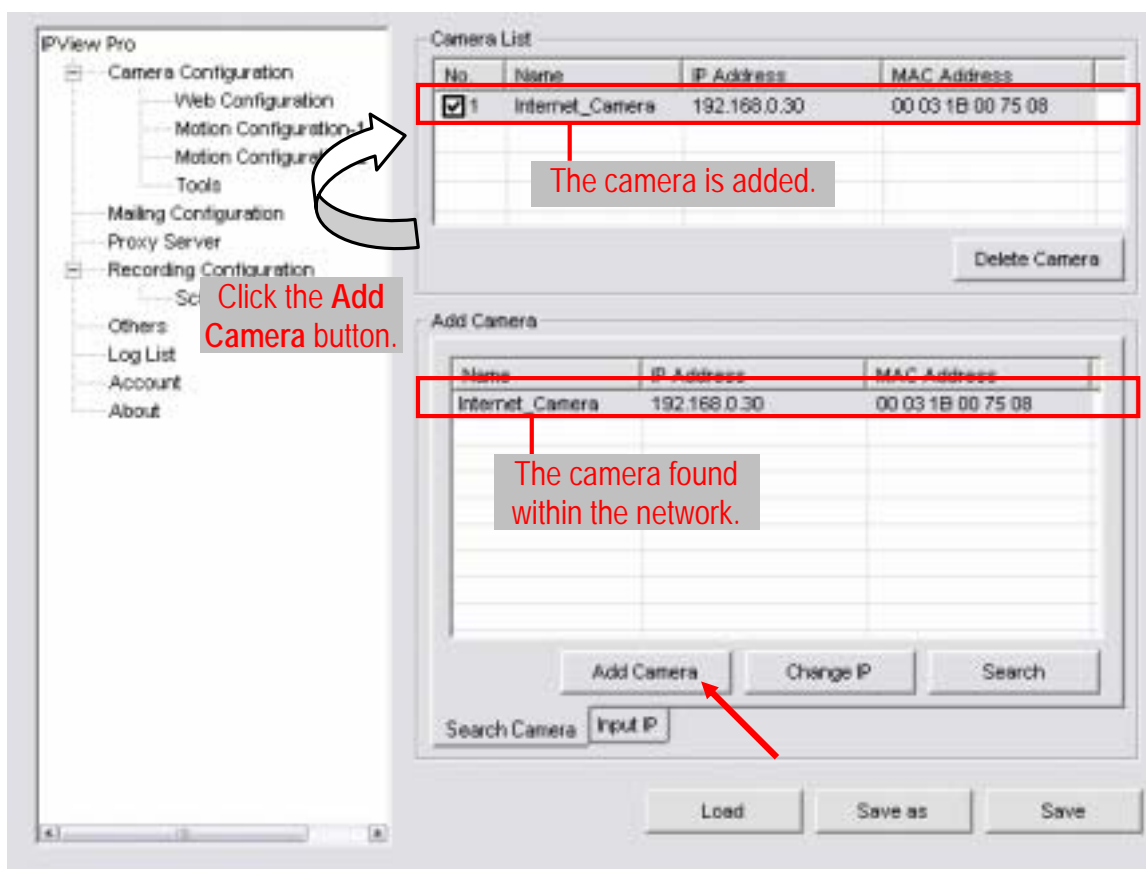 IPView Pro
Camera Configuration
Web Configuration
Motion Configuration-1
Motion Configurat
Tools
Mailing Configuration
Proxy Server
Recording Configuration
Sc
Others
Log List
Account
About
Click the Add
Camera button.
Camera List
No. Name IP Address MAC Address
1 Internet_Camera 192.168.0.30 00 03 1B 00 75 08
The camera is added.
Delete Camera
Add Camera
Name IP Address MAC Address
Internet_Camera 192.168.0.30 00 03 1B 00 75 08
The camera found
within the network.
Add Camera Change IP Search
Search Camera Input IP
Load Save as Save